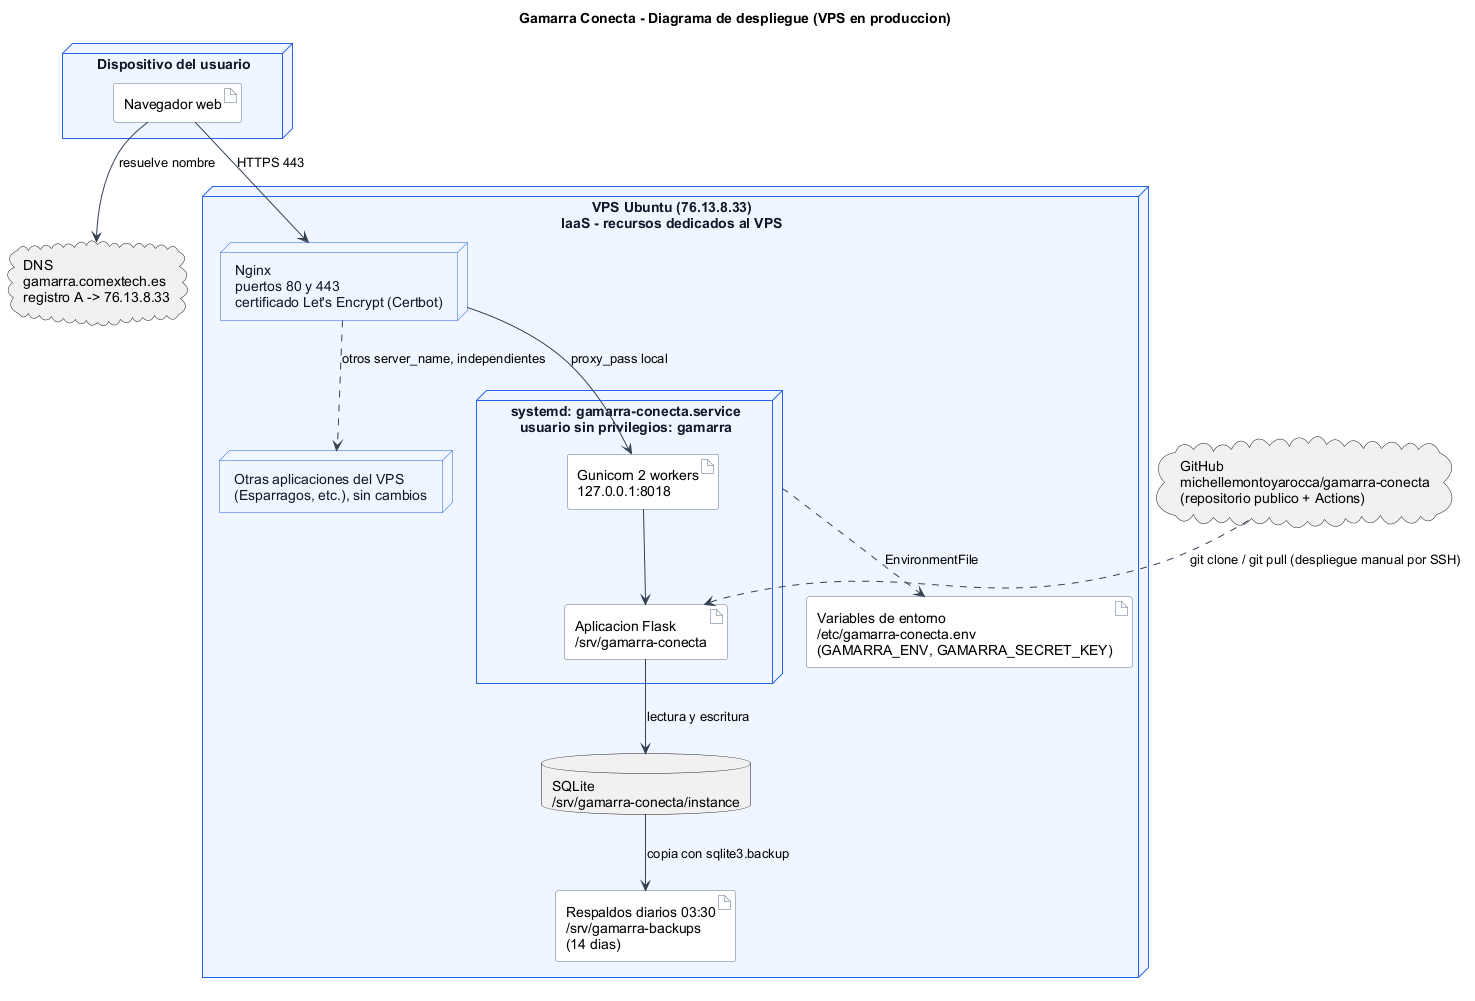 Gamarra Conecta - Diagrama de despliegue (VPS en produccion)
Dispositivo del usuario
Navegador web
resuelve nombre
HTTPS 443
DNS
gamarra.comextech.es
registro A -> 76.13.8.33
VPS Ubuntu (76.13.8.33)
IaaS - recursos dedicados al VPS
Nginx
puertos 80 y 443
certificado Let's Encrypt (Certbot)
otros server_name, independientes
proxy_pass local
systemd: gamarra-conecta.service
usuario sin privilegios: gamarra
Gunicorn 2 workers
127.0.0.1:8018
Otras aplicaciones del VPS
(Esparragos, etc.), sin cambios
GitHub
michellemontoyarocca/gamarra-conecta
(repositorio publico + Actions)
EnvironmentFile
git clone / git pull (despliegue manual por SSH)
Aplicacion Flask
/srv/gamarra-conecta
Variables de entorno
/etc/gamarra-conecta.env
(GAMARRA_ENV, GAMARRA_SECRET_KEY)
lectura y escritura
SQLite
/srv/gamarra-conecta/instance
copia con sqlite3.backup
Respaldos diarios 03:30
/srv/gamarra-backups
(14 dias)